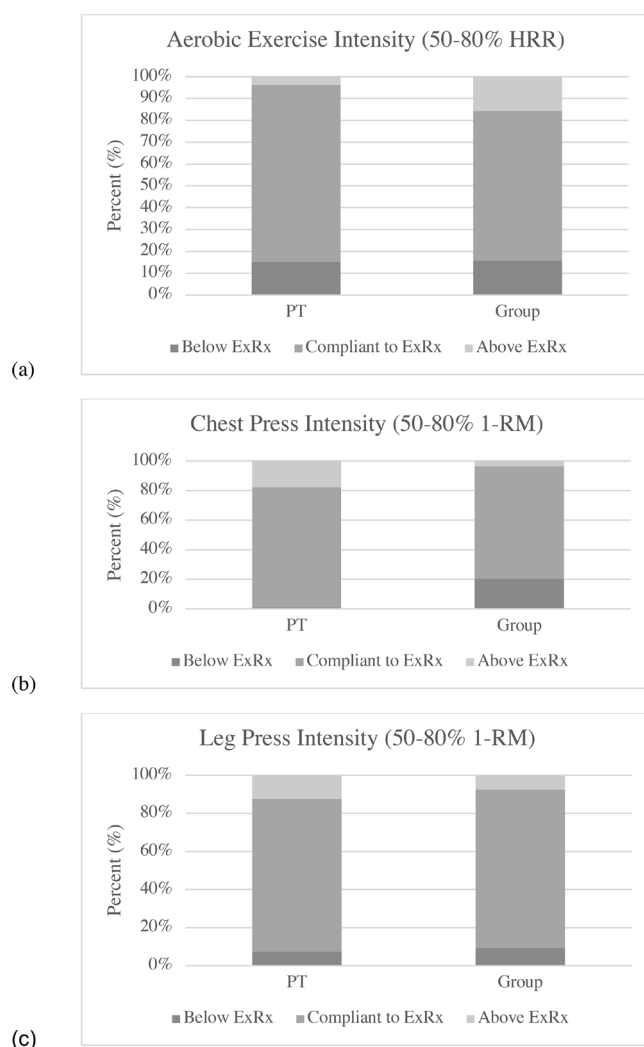 Aerobic Exercise Intensity (50-80% HRR)
100%
90%
80%
70%
60%
50%
40%
30%
20%
10%
0%
Percent (%)
PT Group
■ Below ExRx ■ Compliant to ExRx ■ Above ExRx
(a)
Chest Press Intensity (50-80% 1-RM)
100%
80%
60%
40%
20%
0%
Percent (%)
PT Group
■ Below ExRx ■ Compliant to ExRx ■ Above ExRx
(b)
Leg Press Intensity (50-80% 1-RM)
100%
80%
60%
40%
20%
0%
Percent (%)
PT Group
■ Below ExRx ■ Compliant to ExRx ■ Above ExRx
(c)